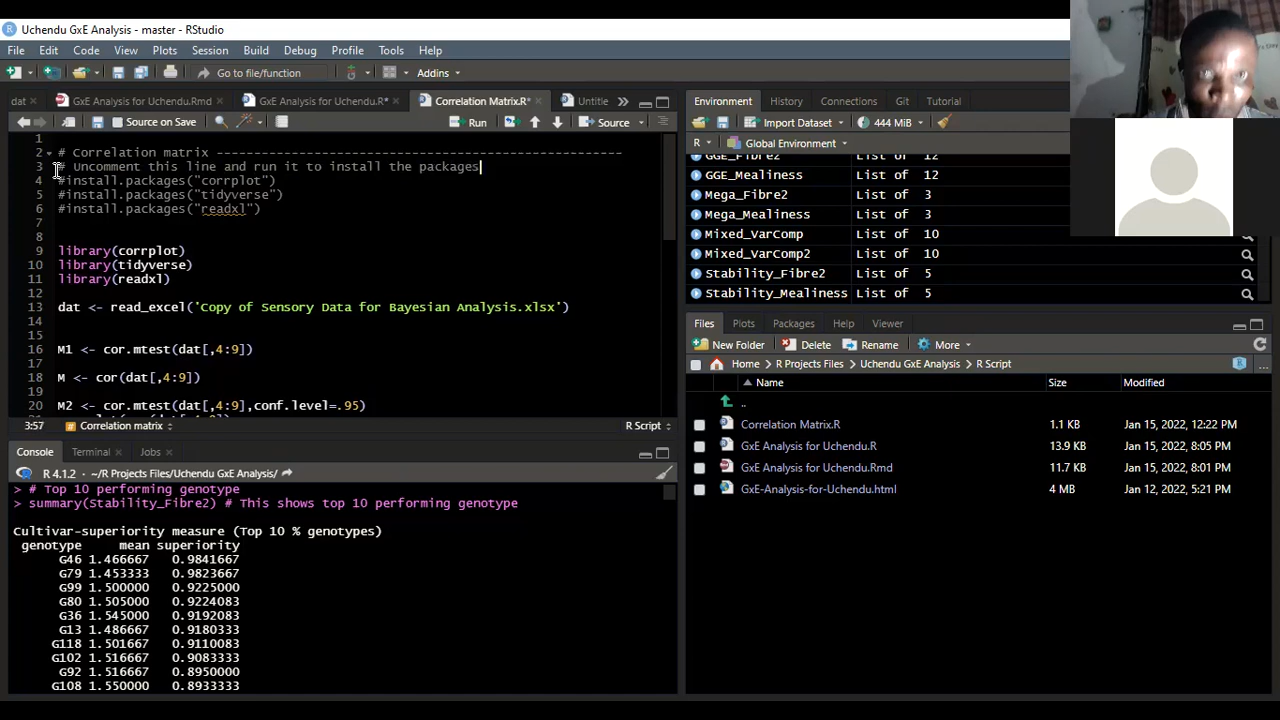 Uchendu GxE Analysis - master - RStudio
File Edit Code View Plots Session Build Debug Profile Tools Help
Go to file/function Addins
dat GxE Analysis for Uchendu.Rmd GxE Analysis for Uchendu.R* Correlation Matrix.R* Untitle
Source on Save Run Source
1
2 # Correlation matrix ------------------------------------------------------
3 # Uncomment this line and run it to install the packages
4 #install.packages("corrplot")
5 #install.packages("tidyverse")
6 #install.packages("readxl")
7
8
9 library(corrplot)
10 library(tidyverse)
11 library(readxl)
12
13 dat <- read_excel('Copy of Sensory Data for Bayesian Analysis.xlsx')
14
15
16 M1 <- cor.mtest(dat[,4:9])
17
18 M <- cor(dat[,4:9])
19
20 M2 <- cor.mtest(dat[,4:9],conf.level=.95)
3:57 Correlation matrix R Script
Console Terminal Jobs
R 4.1.2 · ~/R Projects Files/Uchendu GxE Analysis/
> # Top 10 performing genotype
> summary(Stability_Fibre2) # This shows top 10 performing genotype
Cultivar-superiority measure (Top 10 % genotypes)
genotype mean superiority
G46 1.466667 0.9841667
G79 1.453333 0.9823667
G99 1.500000 0.9225000
G80 1.505000 0.9224083
G36 1.545000 0.9192083
G13 1.486667 0.9180333
G118 1.501667 0.9110083
G102 1.516667 0.9083333
G92 1.516667 0.8950000
G108 1.550000 0.8933333
Environment History Connections Git Tutorial
Import Dataset 444 MiB
R Global Environment
GGE_Fibre2 List of 12
GGE_Mealiness List of 12
Mega_Fibre2 List of 3
Mega_Mealiness List of 3
Mixed_VarComp List of 10
Mixed_VarComp2 List of 10
Stability_Fibre2 List of 5
Stability_Mealiness List of 5
Files Plots Packages Help Viewer
New Folder Delete Rename More
Home R Projects Files Uchendu GxE Analysis R Script
Name Size Modified
..
Correlation Matrix.R 1.1 KB Jan 15, 2022, 12:22 PM
GxE Analysis for Uchendu.R 13.9 KB Jan 15, 2022, 8:05 PM
GxE Analysis for Uchendu.Rmd 11.7 KB Jan 15, 2022, 8:01 PM
GxE-Analysis-for-Uchendu.html 4 MB Jan 12, 2022, 5:21 PM